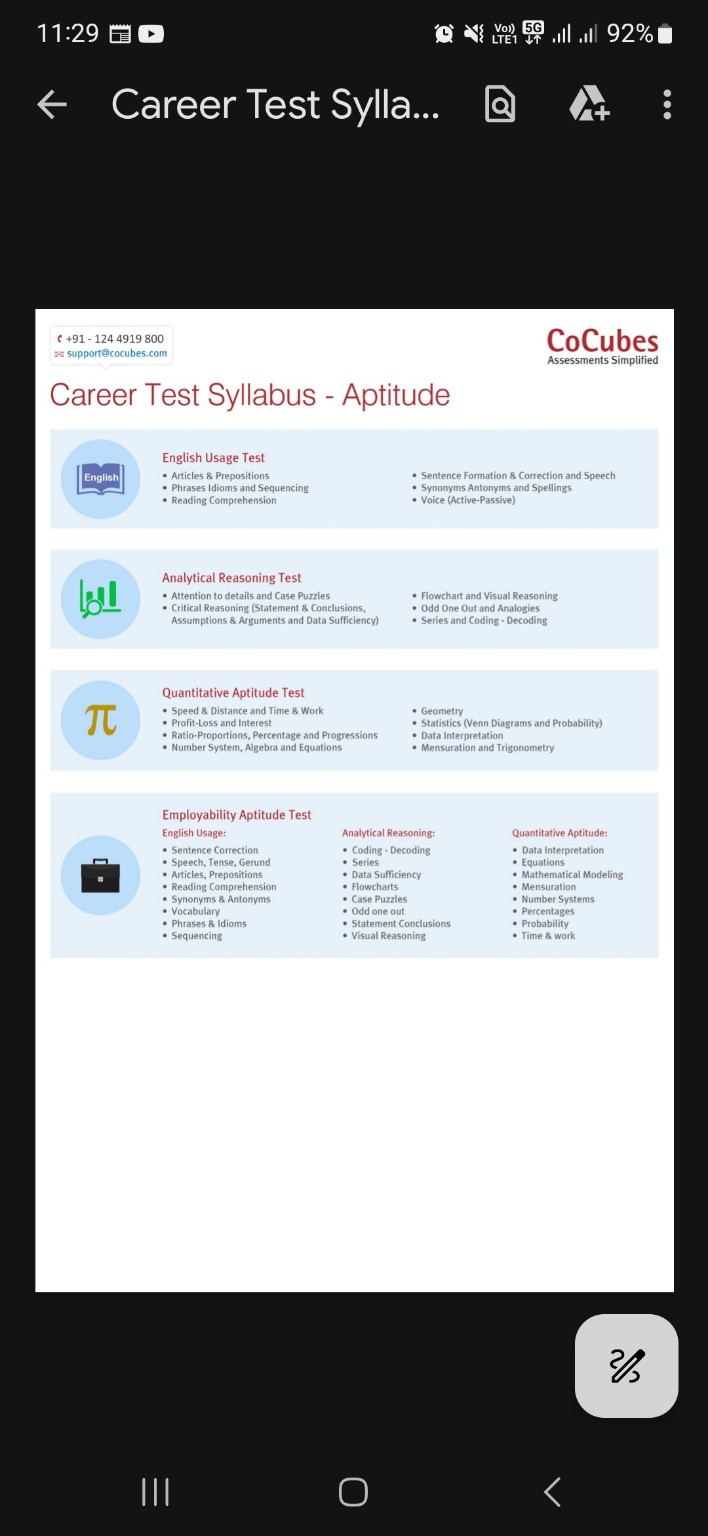 11:29
Vo)) LTE1 5G 92%
Career Test Sylla...
+91 - 124 4919 800
support@cocubes.com
CoCubes
Assessments Simplified
Career Test Syllabus - Aptitude
English
English Usage Test
• Articles & Prepositions
• Phrases Idioms and Sequencing
• Reading Comprehension
• Sentence Formation & Correction and Speech
• Synonyms Antonyms and Spellings
• Voice (Active-Passive)
Analytical Reasoning Test
• Attention to details and Case Puzzles
• Critical Reasoning (Statement & Conclusions,
Assumptions & Arguments and Data Sufficiency)
• Flowchart and Visual Reasoning
• Odd One Out and Analogies
• Series and Coding - Decoding
π
Quantitative Aptitude Test
• Speed & Distance and Time & Work
• Profit-Loss and Interest
• Ratio-Proportions, Percentage and Progressions
• Number System, Algebra and Equations
• Geometry
• Statistics (Venn Diagrams and Probability)
• Data Interpretation
• Mensuration and Trigonometry
Employability Aptitude Test
English Usage:
• Sentence Correction
• Speech, Tense, Gerund
• Articles, Prepositions
• Reading Comprehension
• Synonyms & Antonyms
• Vocabulary
• Phrases & Idioms
• Sequencing
Analytical Reasoning:
• Coding - Decoding
• Series
• Data Sufficiency
• Flowcharts
• Case Puzzles
• Odd one out
• Statement Conclusions
• Visual Reasoning
Quantitative Aptitude:
• Data Interpretation
• Equations
• Mathematical Modeling
• Mensuration
• Number Systems
• Percentages
• Probability
• Time & work